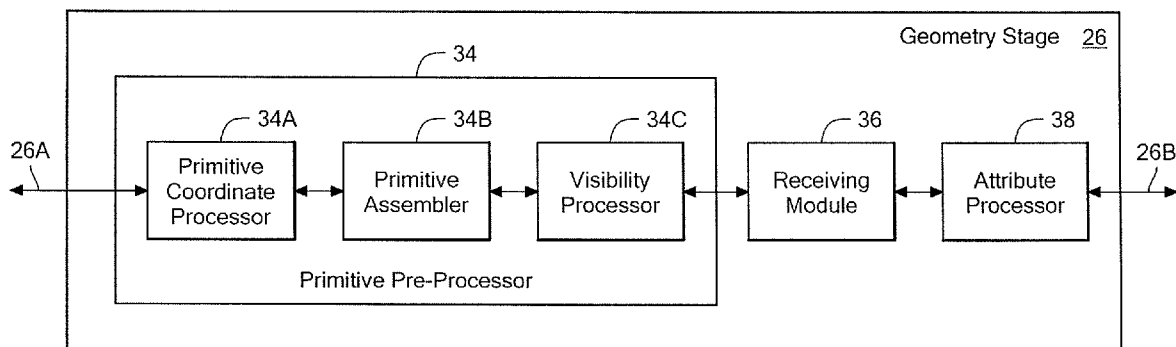 Geometry Stage 26
34
34A
34B
34C
36
38
26A
26B
Primitive
Coordinate
Processor
Primitive
Assembler
Visibility
Processor
Receiving
Module
Attribute
Processor
Primitive Pre-Processor